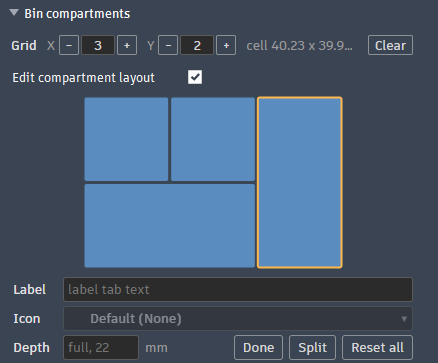 Bin compartments
Grid X - 3 + Y - 2 + cell 40.23 x 39.9... Clear
Edit compartment layout
Label label tab text
Icon Default (None)
Depth full, 22 mm Done Split Reset all